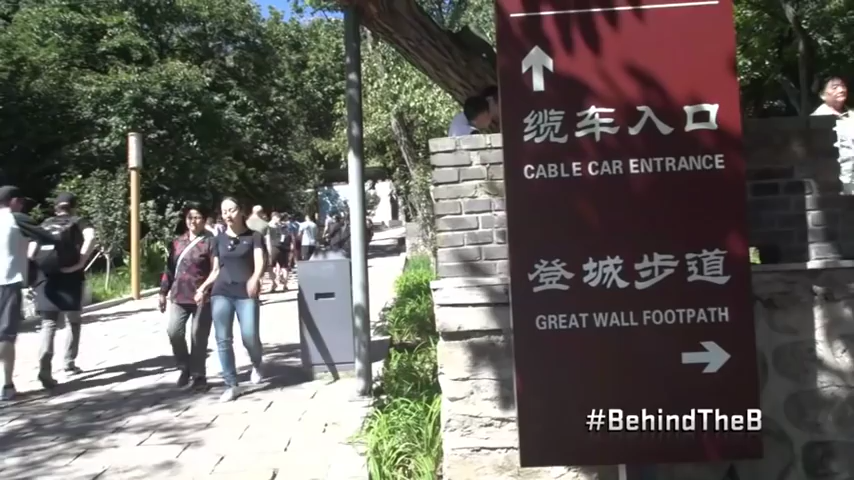 缆车入口
CABLE CAR ENTRANCE
登城步道
GREAT WALL FOOTPATH
#BehindTheB